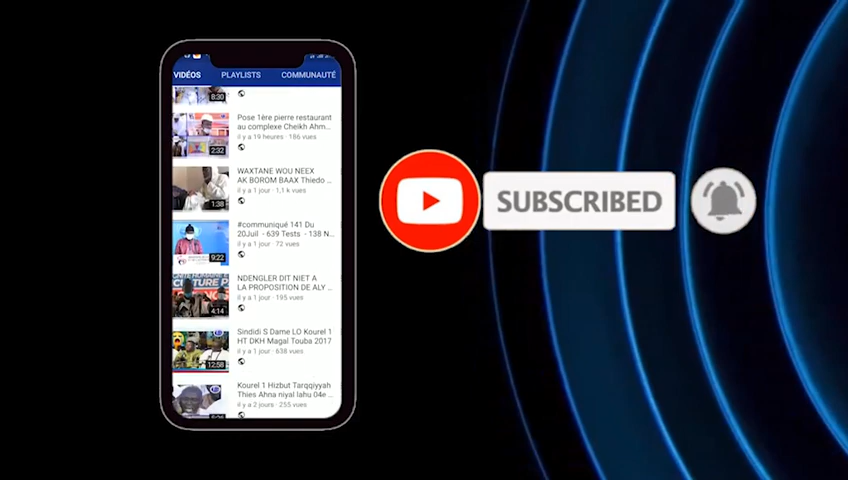 VIDÉOS PLAYLISTS COMMUNAUTÉ
8:30
Pose 1ère pierre restaurant
au complexe Cheikh Ahm...
il y a 19 heures · 186 vues
2:32
WAXTANE WOU NEEX
AK BOROM BAAX Thiedo ...
il y a 1 jour · 1,1 k vues
1:38
#communiqué 141 Du
20Juil - 639 Tests - 138 N...
il y a 1 jour · 72 vues
9:22
NDENGLER DIT NIET A
LA PROPOSITION DE ALY ...
il y a 1 jour · 195 vues
4:14
Sindidi S Dame LO Kourel 1
HT DKH Magal Touba 2017
il y a 1 jour · 638 vues
12:58
Kourel 1 Hizbut Tarqqiyyah
Thies Ahna niyal lahu 04e ...
il y a 2 jours · 255 vues
SUBSCRIBED